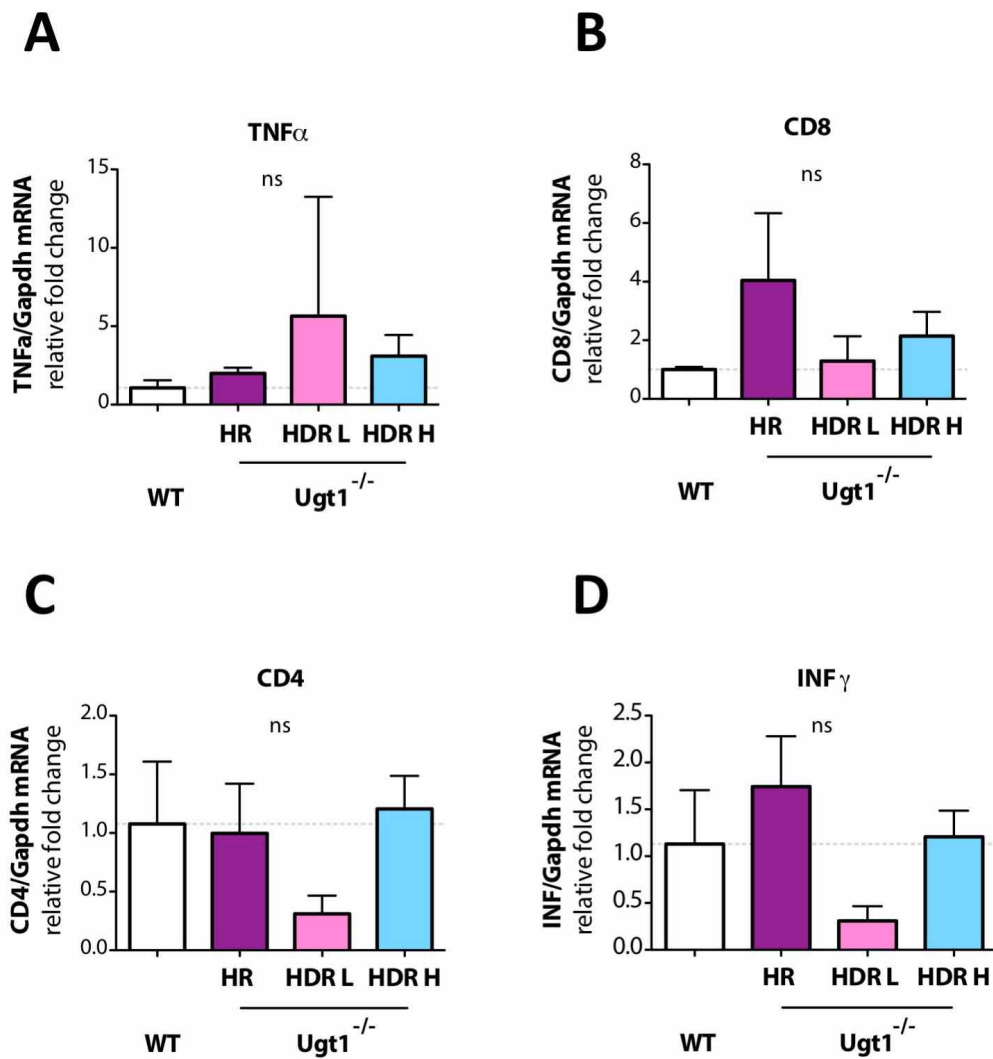 A
TNFα
TNFa/Gapdh mRNA
relative fold change
15
10
5
0
ns
HR HDR L HDR H
WT Ugt1 -/-
B
CD8
CD8/Gapdh mRNA
relative fold change
8
6
4
2
0
ns
HR HDR L HDR H
WT Ugt1 -/-
C
CD4
CD4/Gapdh mRNA
relative fold change
2.0
1.5
1.0
0.5
0.0
ns
HR HDR L HDR H
WT Ugt1 -/-
D
INF γ
INF/Gapdh mRNA
relative fold change
2.5
2.0
1.5
1.0
0.5
0.0
ns
HR HDR L HDR H
WT Ugt1 -/-